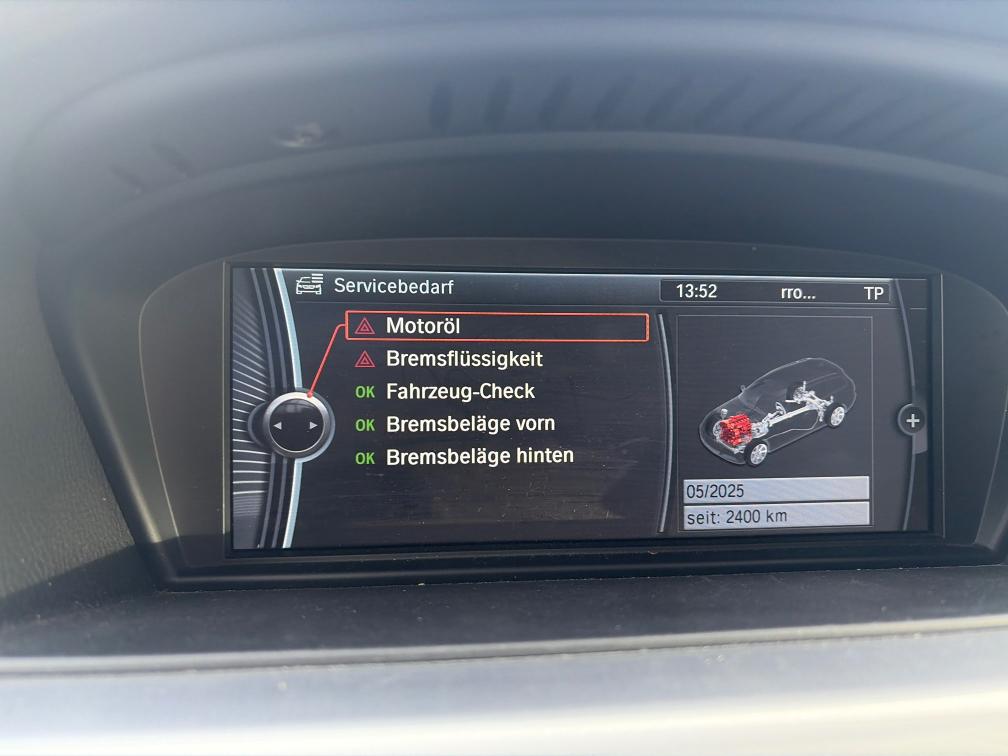 Servicebedarf
13:52 rro... TP
Motoröl
Bremsflüssigkeit
OK Fahrzeug-Check
OK Bremsbeläge vorn
OK Bremsbeläge hinten
05/2025
seit: 2400 km